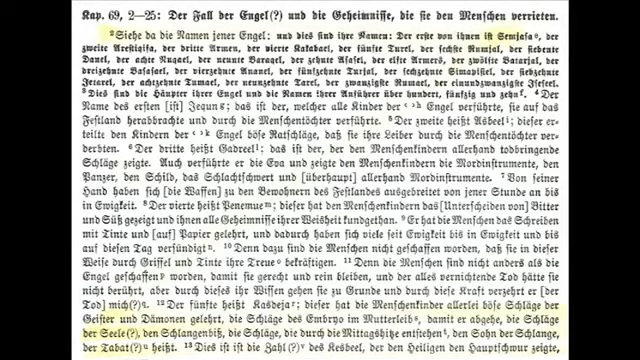 Kap. 69, 2—25: Der Fall der Engel(?) und die Geheimnisse, die sie den Menschen verrieten.
²Siehe da die Namen jener Engel: und dies sind ihre Namen: Der erste von ihnen ist Semjasa°, der
zweite Arestiqifa, der dritte Armen, der vierte Kakabael, der fünfte Turel, der sechste Rumjal, der siebente
Danel, der achte Nuqael, der neunte Baraqel, der zehnte Asasel, der elfte Armers, der zwölfte Batarjal, der
dreizehnte Basasael, der vierzehnte Ananel, der fünfzehnte Turjal, der sechzehnte Simapisiel, der siebzehnte
Jetarel, der achtzehnte Tumael, der neunzehnte Tarel, der zwanzigste Rumael, der einundzwanzigste Iseseel.
³Dies sind die Häupter ihrer Engel und die Namen ihrer Anführer über hundert, fünfzig und zehn f. ⁴Der
Name des ersten [ist] Jequn g; das ist der, welcher alle Kinder der Engel verführte, sie auf das
Festland herabbrachte und durch die Menschentöchter verführte. ⁵Der zweite heißt Asbeel i; dieser er-
teilte den Kindern der Engel böse Ratschläge, daß sie ihre Leiber durch die Menschentöchter ver-
derbten. ⁶Der dritte heißt Gadreel l; das ist der, der den Menschenkindern allerhand todbringende
Schläge zeigte. Auch verführte er die Eva und zeigte den Menschenkindern die Mordinstrumente, den
Panzer, den Schild, das Schlachtschwert und [überhaupt] allerhand Mordinstrumente. ⁷Von seiner
Hand haben sich [die Waffen] zu den Bewohnern des Festlandes ausgebreitet von jener Stunde an bis
in Ewigkeit. ⁸Der vierte heißt Penemue m; dieser hat den Menschenkindern das [Unterscheiden von] Bitter
und Süß gezeigt und ihnen alle Geheimnisse ihrer Weisheit kundgethan. ⁹Er hat die Menschen das Schreiben
mit Tinte und [auf] Papier gelehrt, und dadurch haben sich viele seit Ewigkeit bis in Ewigkeit und bis
auf diesen Tag versündigt n. ¹⁰Denn dazu sind die Menschen nicht geschaffen worden, daß sie in dieser
Weise durch Griffel und Tinte ihre Treue o bekräftigen. ¹¹Denn die Menschen sind nicht anders als die
Engel geschaffen p worden, damit sie gerecht und rein bleiben, und der alles vernichtende Tod hätte sie
nicht berührt, aber durch dieses ihr Wissen gehen sie zu Grunde und durch diese Kraft verzehrt er [der
Tod] mich(?) q. ¹²Der fünfte heißt Kasdeja r; dieser hat die Menschenkinder allerlei böse Schläge der
Geister und Dämonen gelehrt, die Schläge des Embryo im Mutterleib s, damit er abgehe, die Schläge
der Seele(?), den Schlangenbiß, die Schläge, die durch die Mittagshitze entstehen t, den Sohn der Schlange,
der Tabat(?) u heißt. ¹³Dies ist die Zahl(?) v des Kesbeel, der den Heiligen den Hauptschwur zeigte,